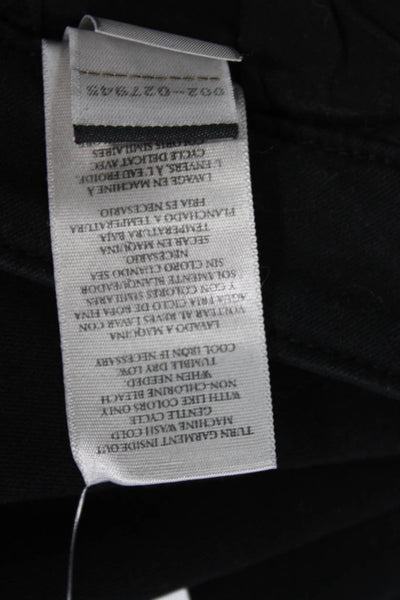 TURN GARMENT INSIDE OUT
MACHINE WASH COLD
GENTLE CYCLE
WITH LIKE COLORS ONLY
NON-CHLORINE BLEACH
WHEN NEEDED.
TUMBLE DRY LOW.
COOL IRON IF NECESSARY
LAVADO A MAQUINA
VOLTEAR AL REVES LAVAR CON
AGUA FRIA CICLO DE ROPA FINA
Y CON COLORES SIMILARES
SOLAMENTE BLANQUEADOR
SIN CLORO CUANDO SEA
NECESARIO
SECAR EN MAQUINA
TEMPERATURA BAJA
PLANCHADO A TEMPERATURA
FRIA ES NECESARIO
LAVAGE EN MACHINE À
L'ENVERS, À L'EAU FROIDE,
CYCLE DELICAT AVEC
COLORIS SIMILAIRES